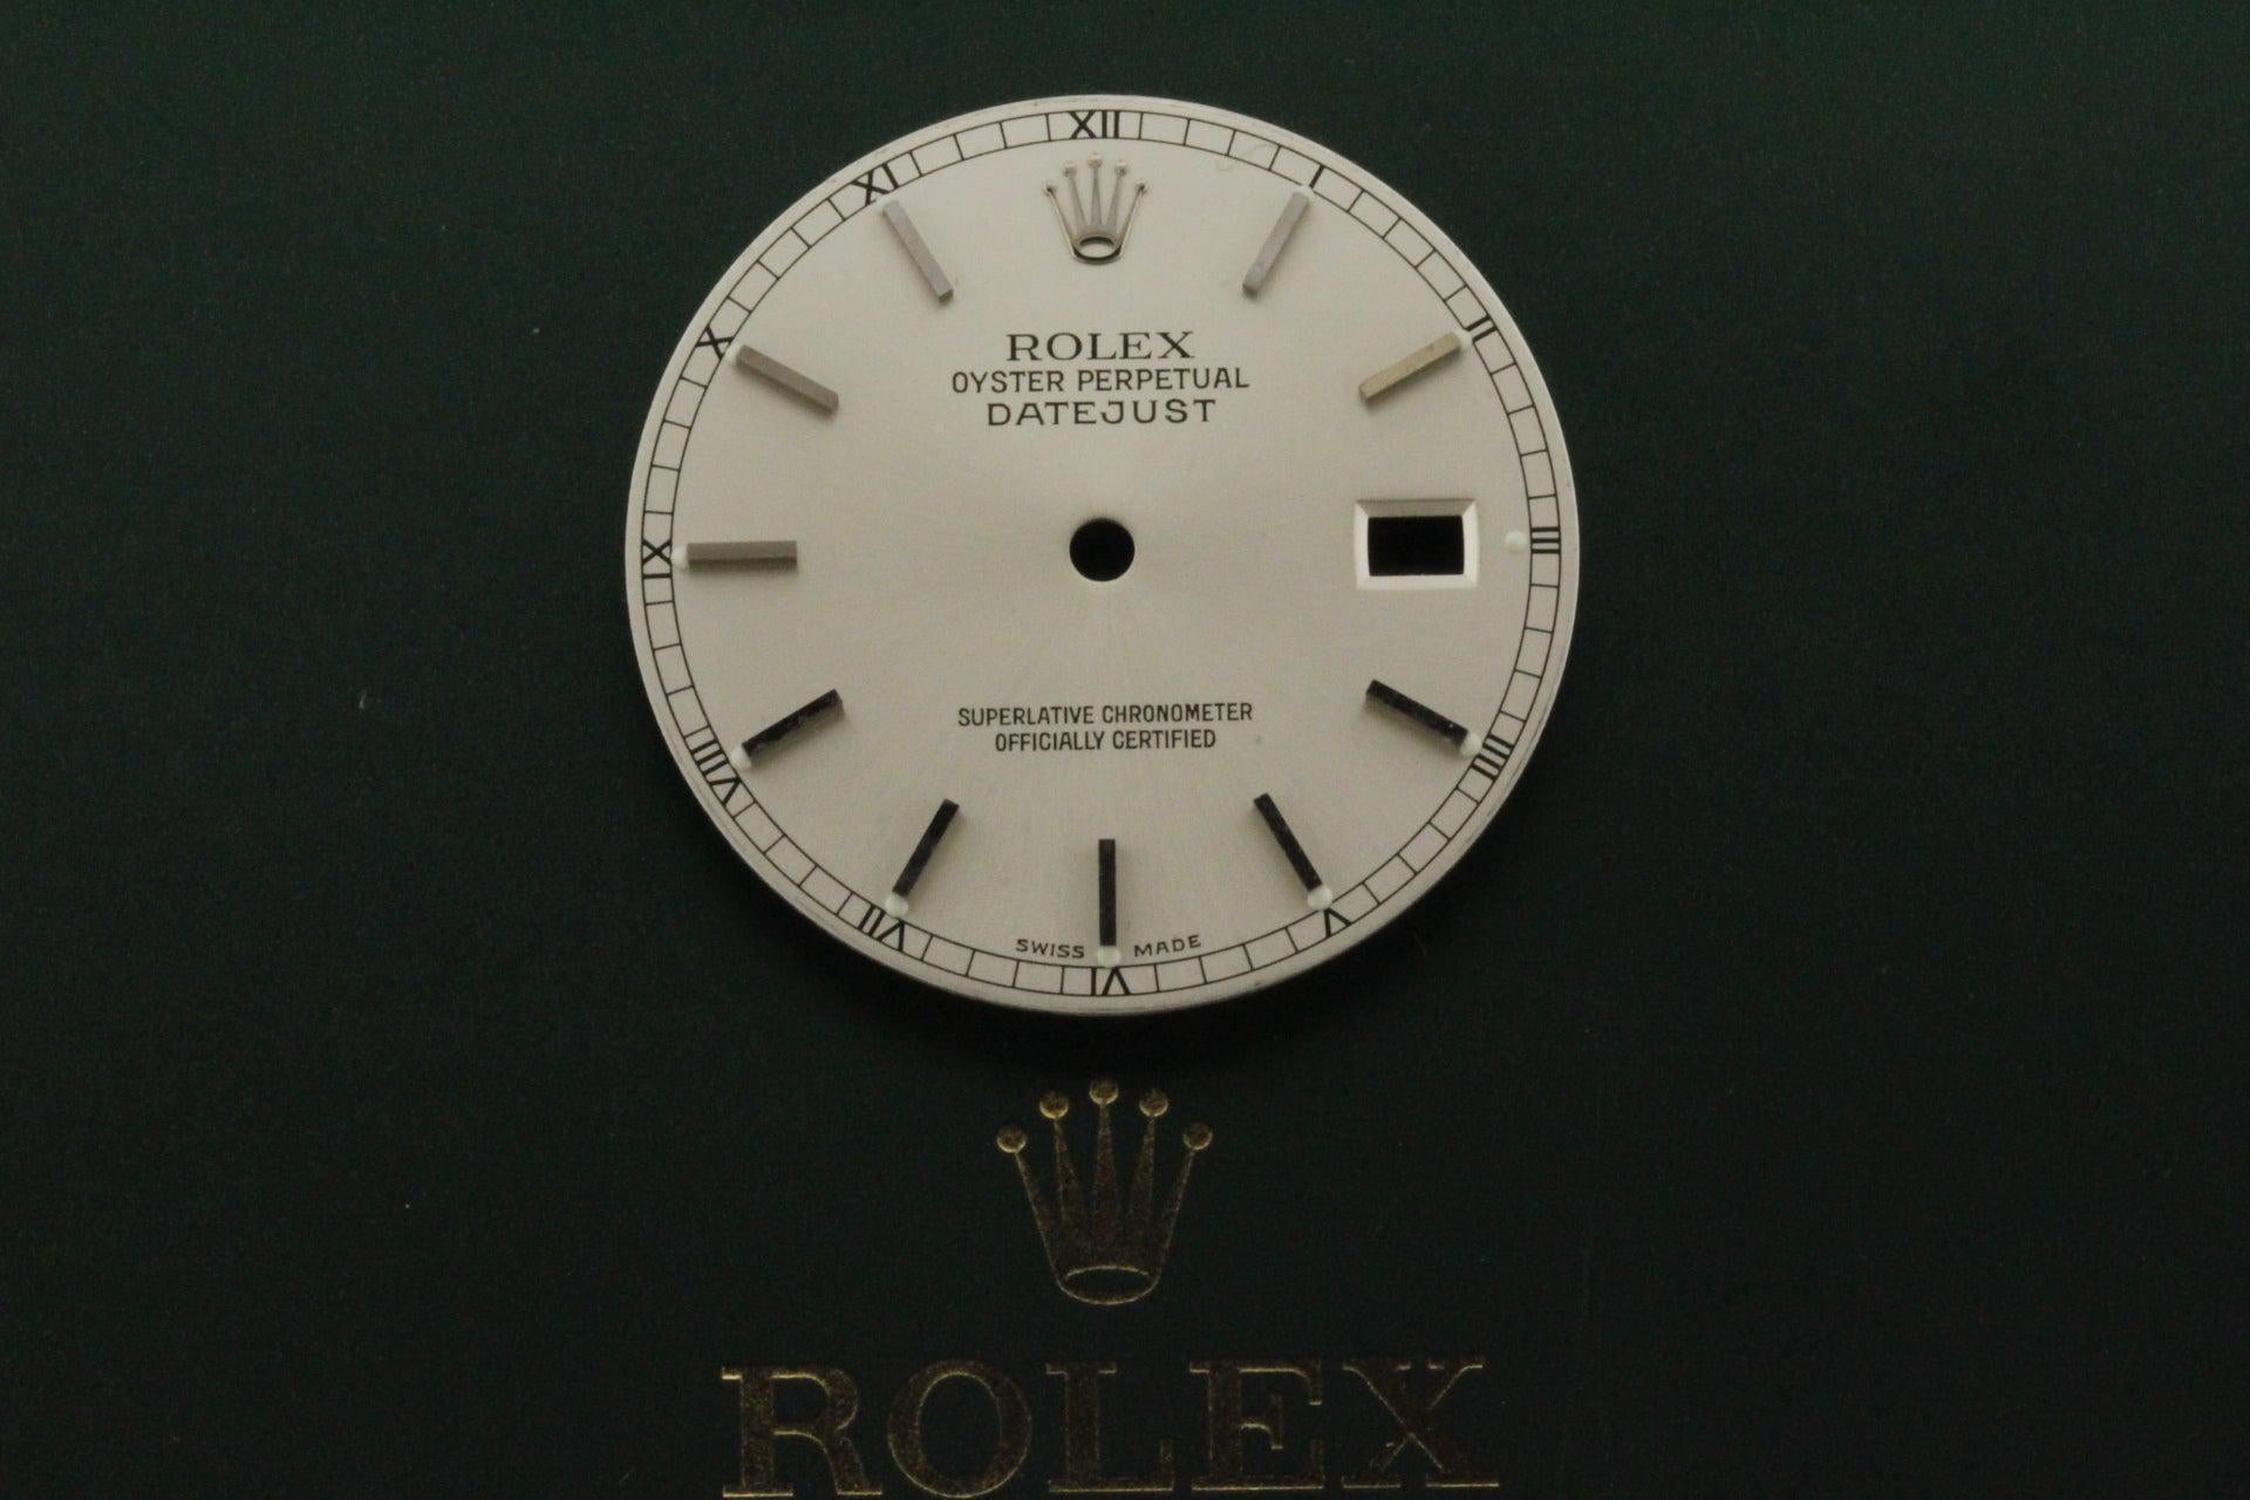 XII
XI
I
X
II
ROLEX
OYSTER PERPETUAL
DATEJUST
IX
III
SUPERLATIVE CHRONOMETER
OFFICIALLY CERTIFIED
VIII
IIII
VII
V
SWISS MADE
VI
ROLEX